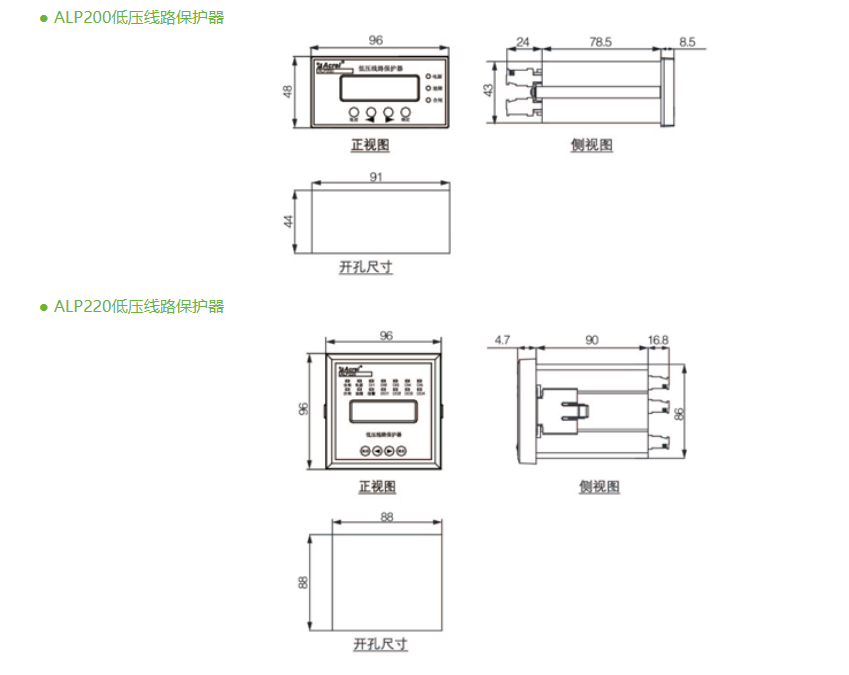 ● ALP200低压线路保护器
96
24 78.5 8.5
Acrel
低压线路保护器
48
43
正视图
侧视图
91
44
开孔尺寸
● ALP220低压线路保护器
96
4.7 90 16.8
Acrel
96
86
低压线路保护器
正视图
侧视图
88
88
开孔尺寸